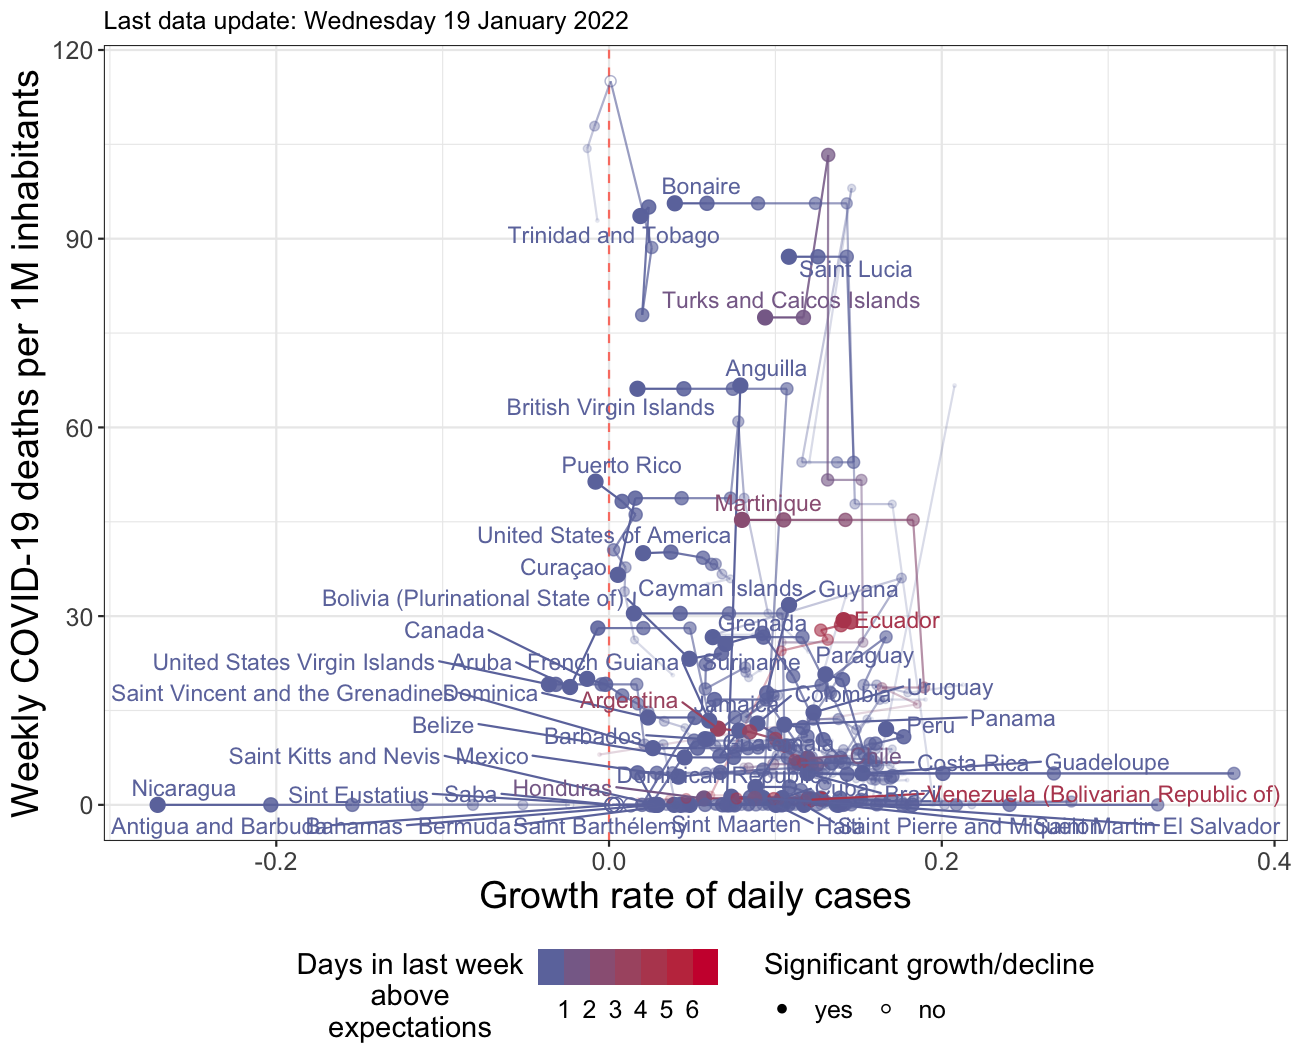 Last data update: Wednesday 19 January 2022
Weekly COVID-19 deaths per 1M inhabitants
120
90
60
30
0
Bonaire
Trinidad and Tobago
Saint Lucia
Turks and Caicos Islands
Anguilla
British Virgin Islands
Puerto Rico
Martinique
United States of America
Curaçao
Cayman Islands
Guyana
Bolivia (Plurinational State of)
Grenada
Ecuador
Canada
Paraguay
United States Virgin Islands
Aruba
French Guiana
Suriname
Saint Vincent and the Grenadines
Dominica
Argentina
Colombia
Uruguay
Jamaica
Panama
Belize
Barbados
Peru
Saint Kitts and Nevis
Mexico
Chile
Costa Rica
Guadeloupe
Dominican Republic
Nicaragua
Sint Eustatius
Saba
Honduras
Cuba
Brazil
Venezuela (Bolivarian Republic of)
Antigua and Barbuda
Bahamas
Bermuda
Saint Barthélemy
Sint Maarten
Haiti
Saint Pierre and Miquelon
Saint Martin
El Salvador
-0.2
0.0
0.2
0.4
Growth rate of daily cases
Days in last week
above
expectations
1 2 3 4 5 6
Significant growth/decline
yes
no